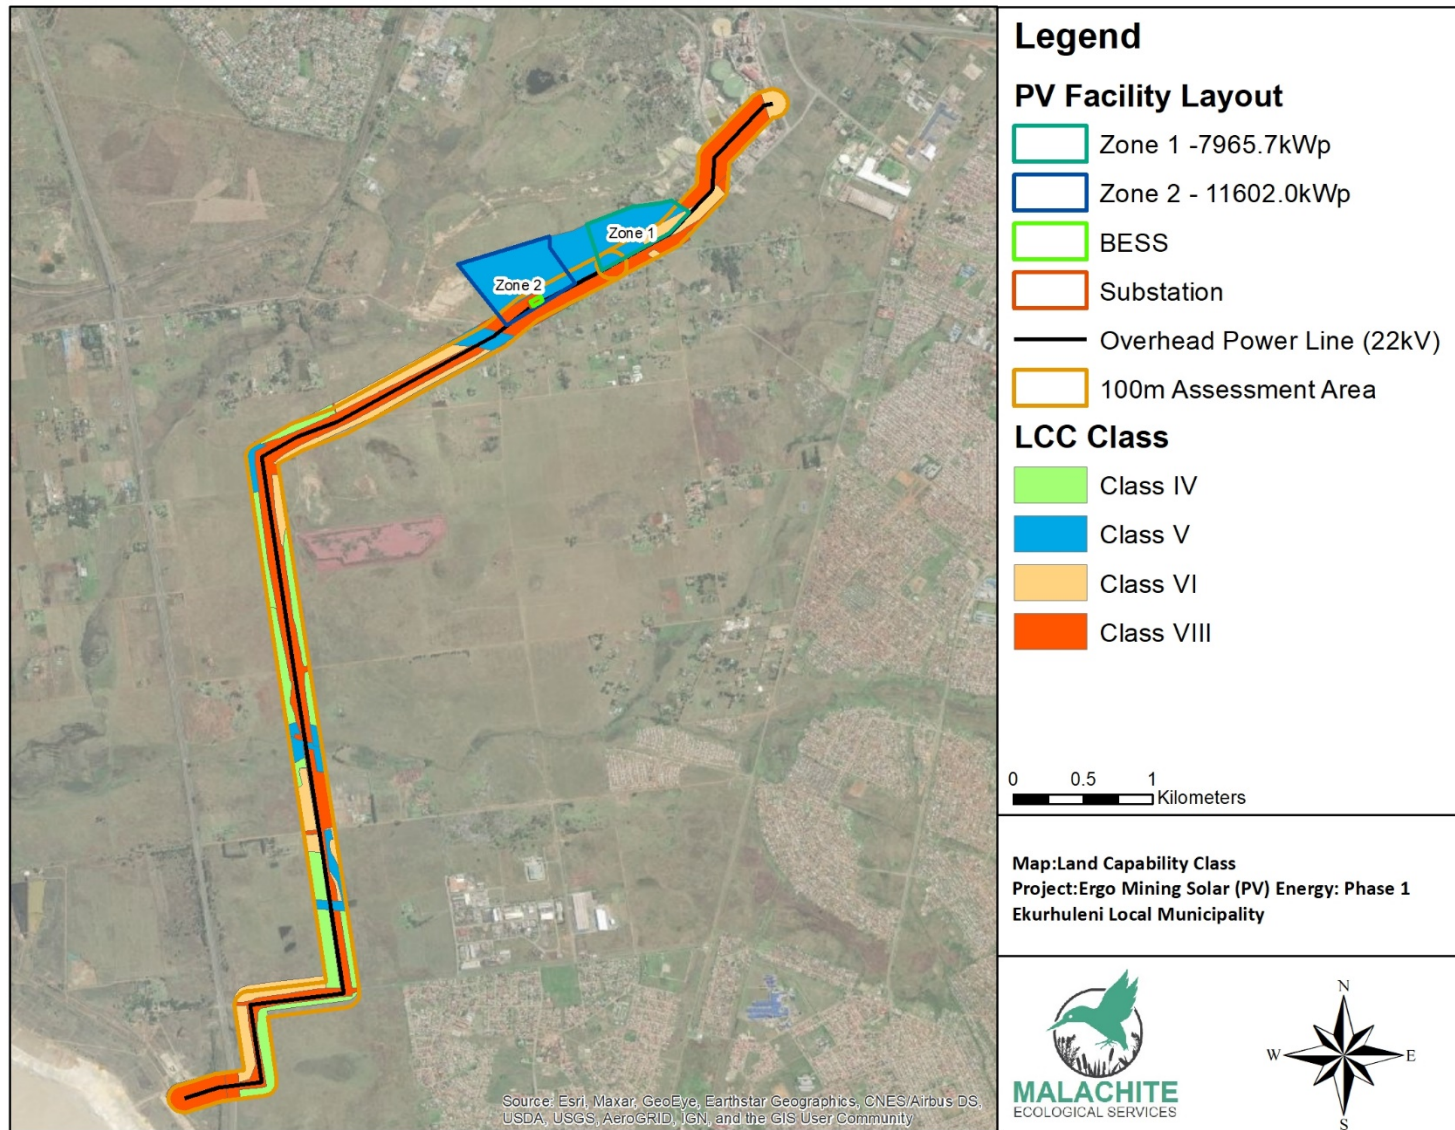 Zone 1
Zone 2
Source: Esri, Maxar, GeoEye, Earthstar Geographics, CNES/Airbus DS,
USDA, USGS, AeroGRID, IGN, and the GIS User Community
Legend
PV Facility Layout
Zone 1 -7965.7kWp
Zone 2 - 11602.0kWp
BESS
Substation
Overhead Power Line (22kV)
100m Assessment Area
LCC Class
Class IV
Class V
Class VI
Class VIII
0 0.5 1
Kilometers
Map:Land Capability Class
Project:Ergo Mining Solar (PV) Energy: Phase 1
Ekurhuleni Local Municipality
MALACHITE
ECOLOGICAL SERVICES
N
W E
S